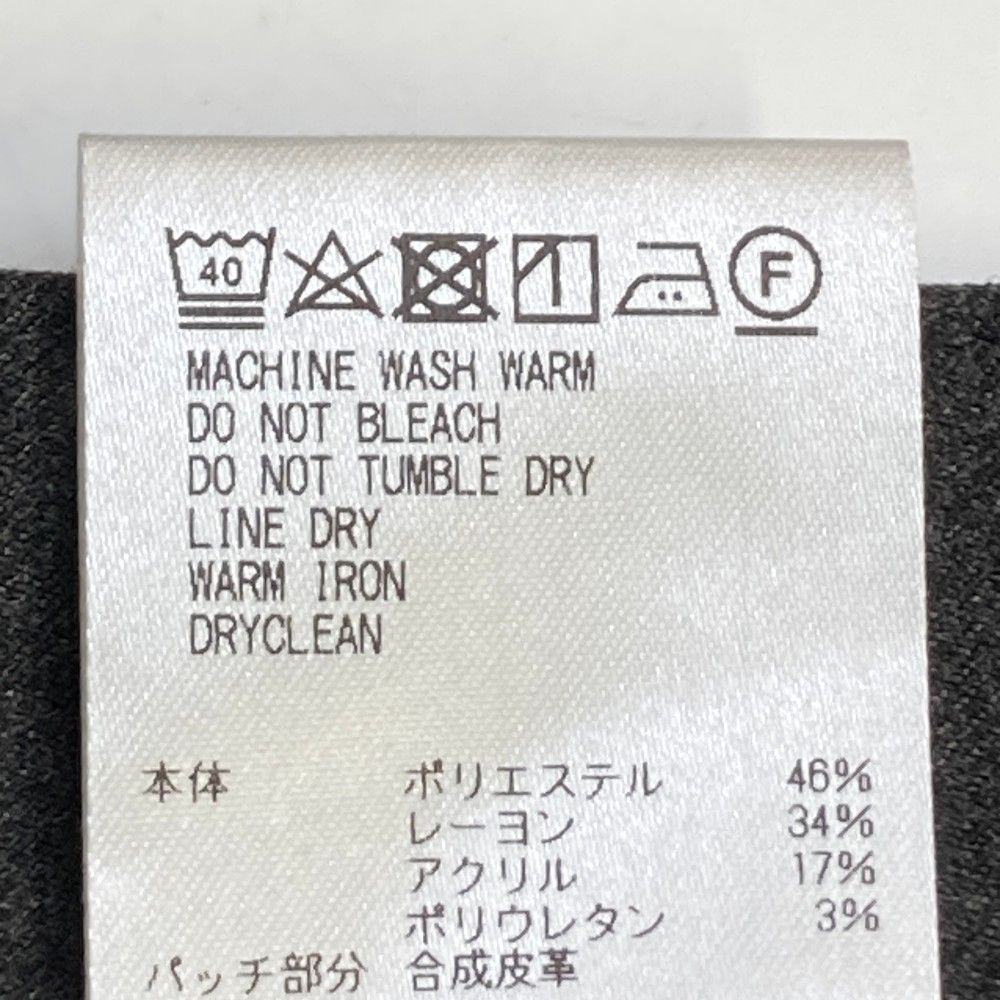 40 F
MACHINE WASH WARM
DO NOT BLEACH
DO NOT TUMBLE DRY
LINE DRY
WARM IRON
DRYCLEAN
本体 ポリエステル 46%
レーヨン 34%
アクリル 17%
ポリウレタン 3%
パッチ部分 合成皮革